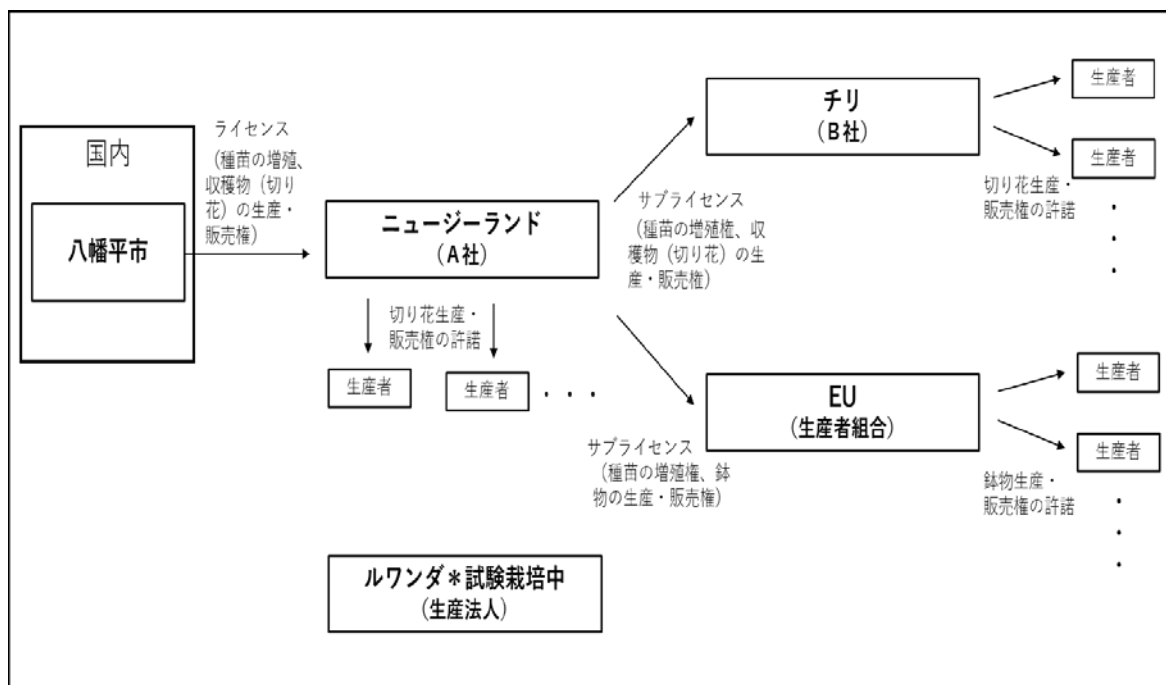 国内
八幡平市
ライセンス
(種苗の増殖、
収穫物(切り
花)の生産・
販売権)
ニュージーランド
(A社)
切り花生産・
販売権の許諾
生産者
生産者
・・・
サブライセンス
(種苗の増殖権、収
穫物(切り花)の生
産・販売権)
チリ
(B社)
生産者
生産者
切り花生産・
販売権の許諾
・
・
・
サブライセンス
(種苗の増殖権、鉢
物の生産・販売権)
EU
(生産者組合)
生産者
生産者
鉢物生産・
販売権の許諾
・
・
・
ルワンダ*試験栽培中
(生産法人)